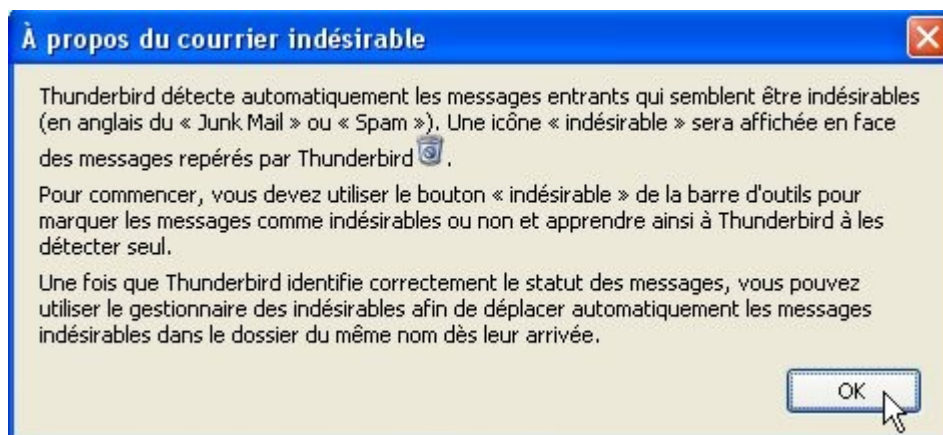 À propos du courrier indésirable
Thunderbird détecte automatiquement les messages entrants qui semblent être indésirables
(en anglais du « Junk Mail » ou « Spam »). Une icône « indésirable » sera affichée en face
des messages repérés par Thunderbird .
Pour commencer, vous devez utiliser le bouton « indésirable » de la barre d'outils pour
marquer les messages comme indésirables ou non et apprendre ainsi à Thunderbird à les
détecter seul.
Une fois que Thunderbird identifie correctement le statut des messages, vous pouvez
utiliser le gestionnaire des indésirables afin de déplacer automatiquement les messages
indésirables dans le dossier du même nom dès leur arrivée.
OK